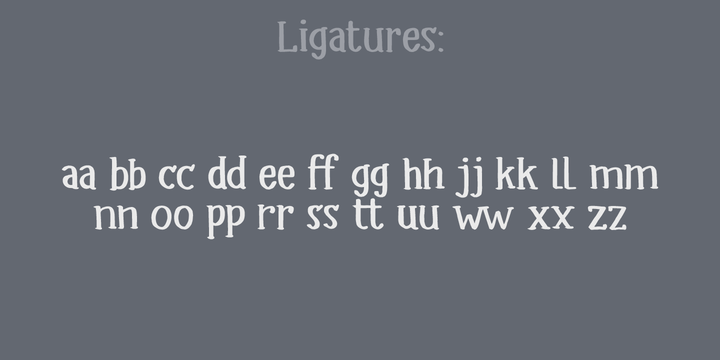 Ligatures:
aa bb cc dd ee ff gg hh jj kk ll mm
nn oo pp rr ss tt uu ww xx zz